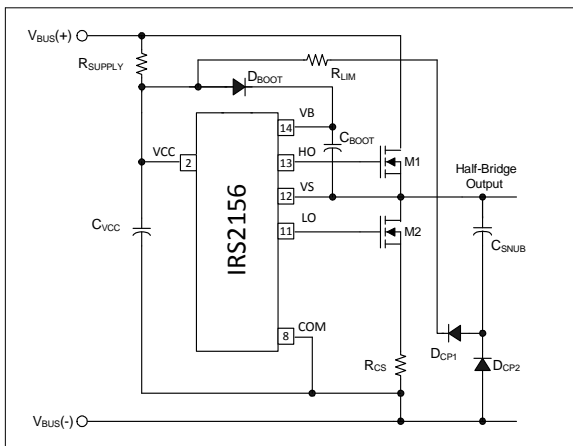 VBUS(+)
RSUPPLY
DBOOT
RLIM
VB
14
CBOOT
VCC
2
HO
13
M1
VS
12
Half-Bridge
Output
LO
11
M2
CVCC
IRS2156
CSNUB
COM
8
RCS
DCP1
DCP2
VBUS(-)